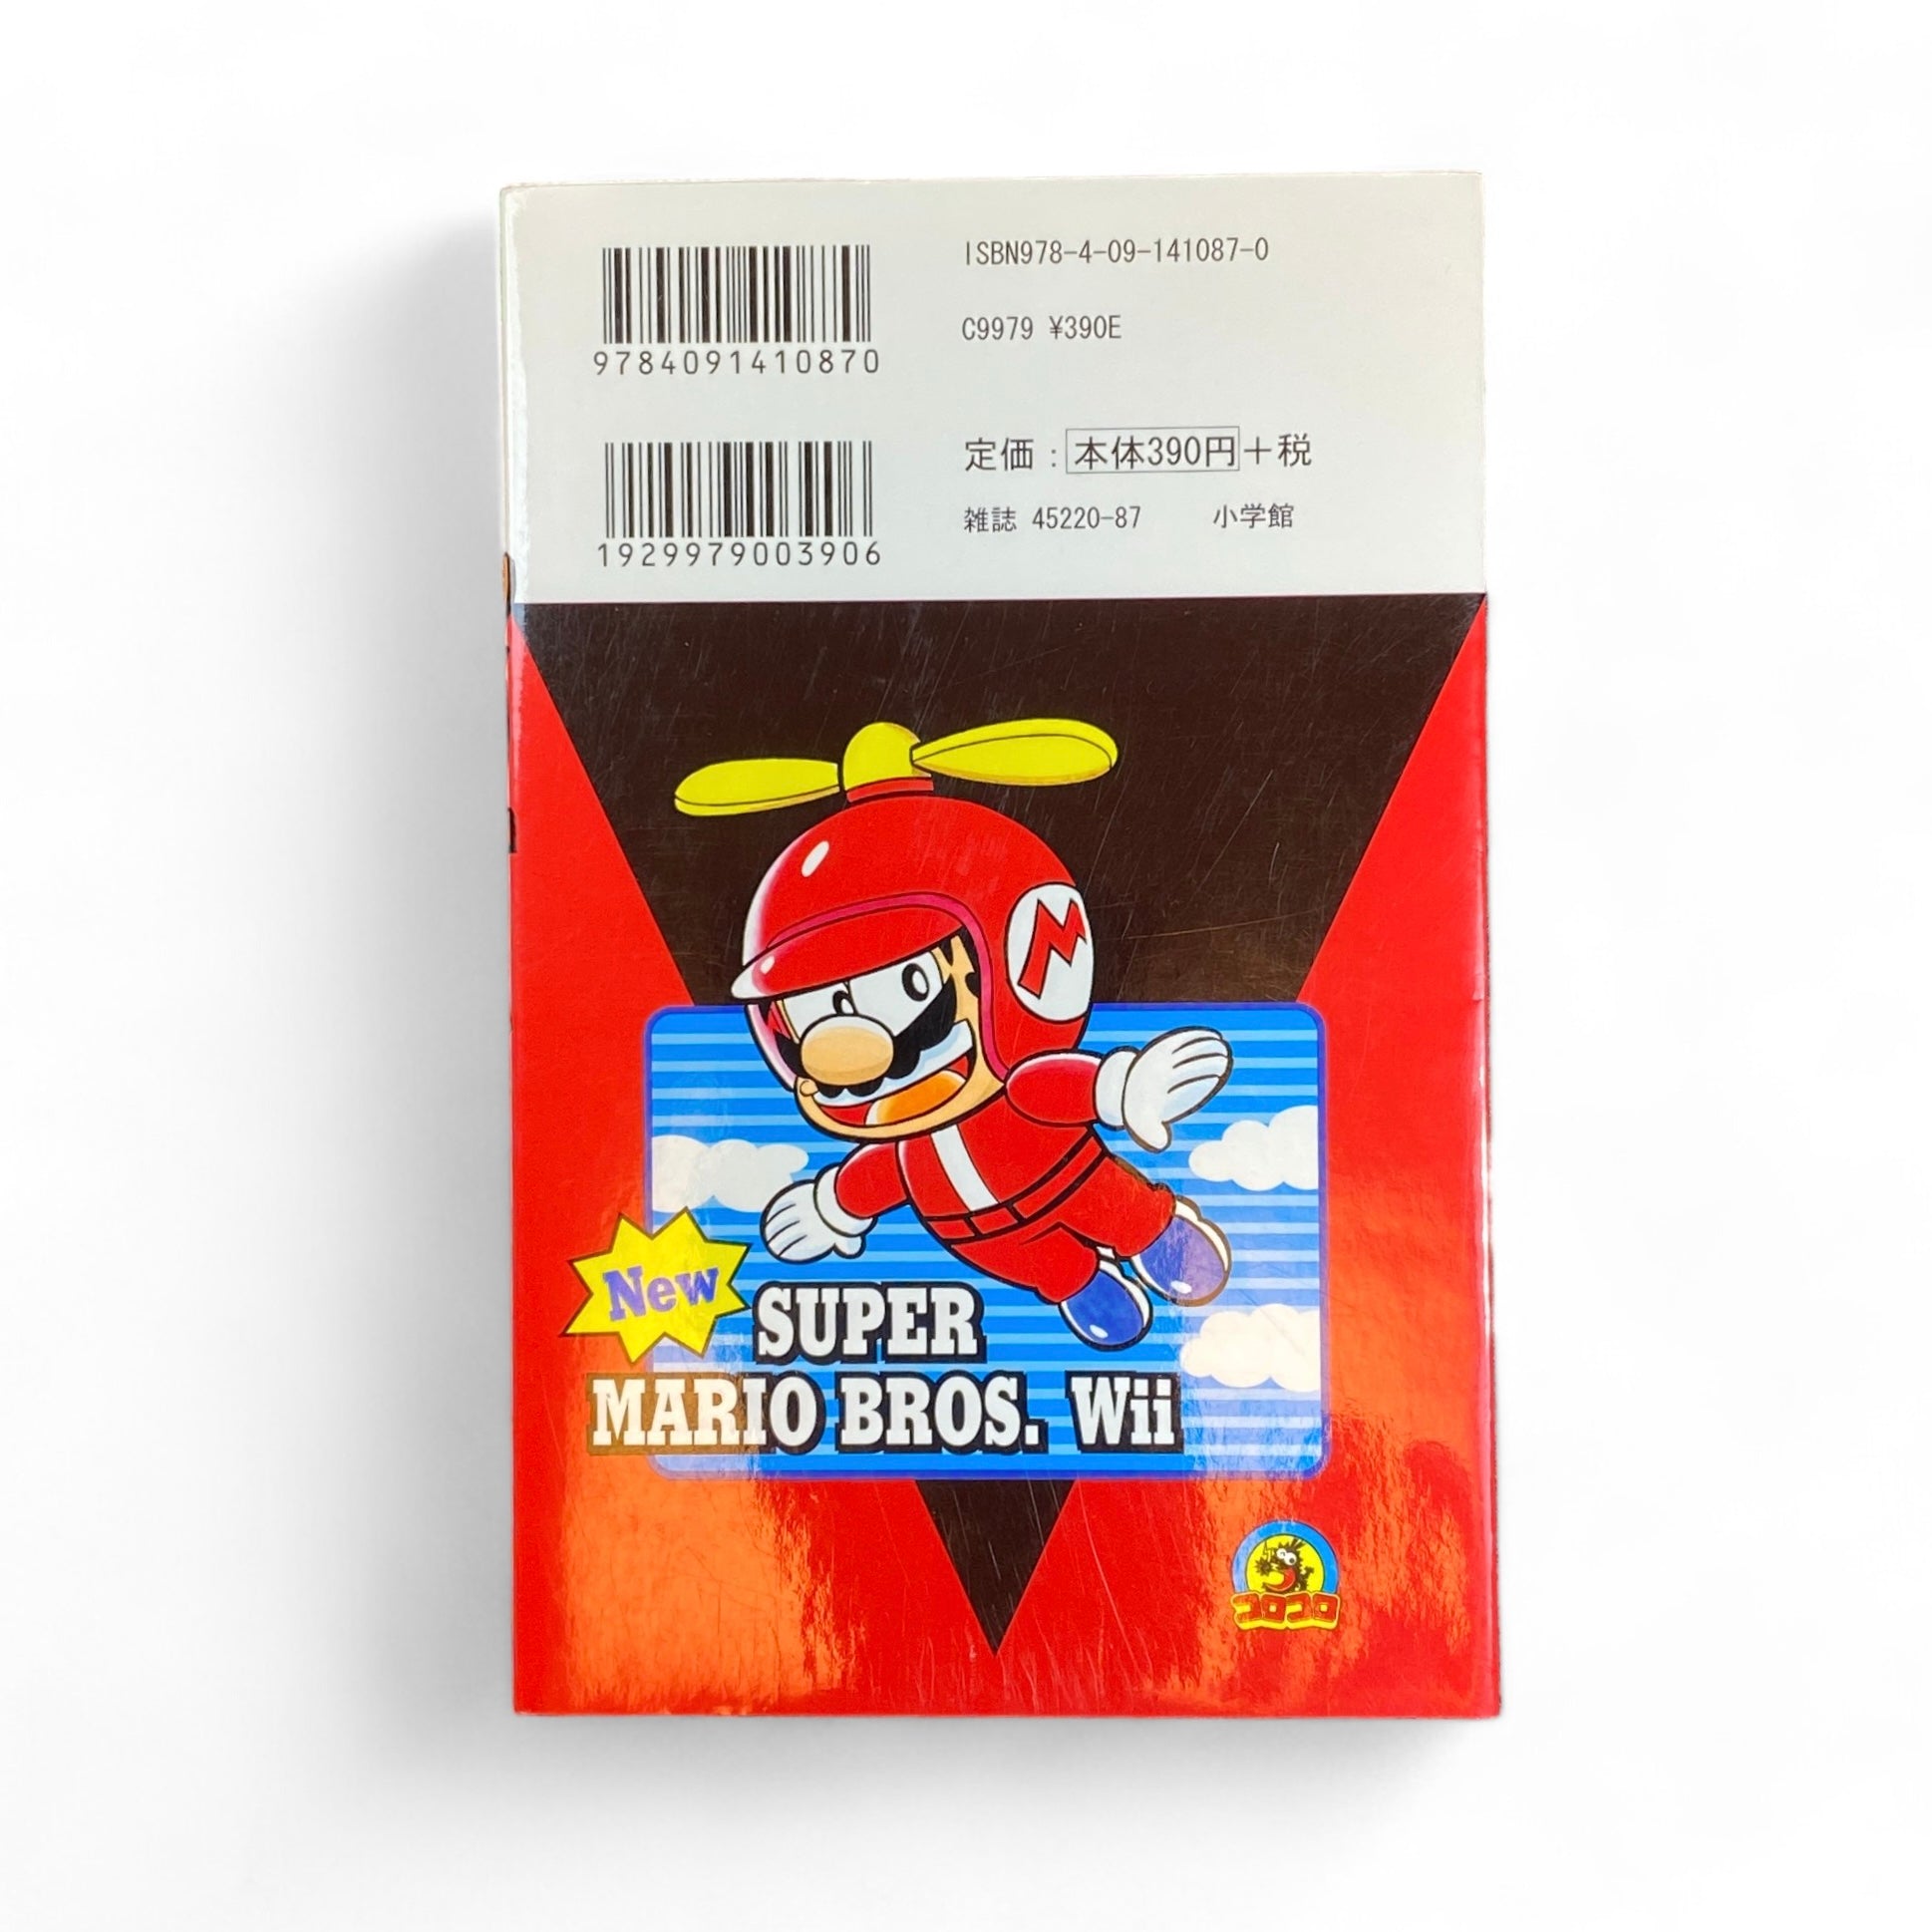 ISBN978-4-09-141087-0
9784091410870
C9979 ¥390E
定価：本体390円＋税
1929979003906
雑誌 45220-87 小学館
M
New
SUPER
MARIO BROS. Wii
コロコロ